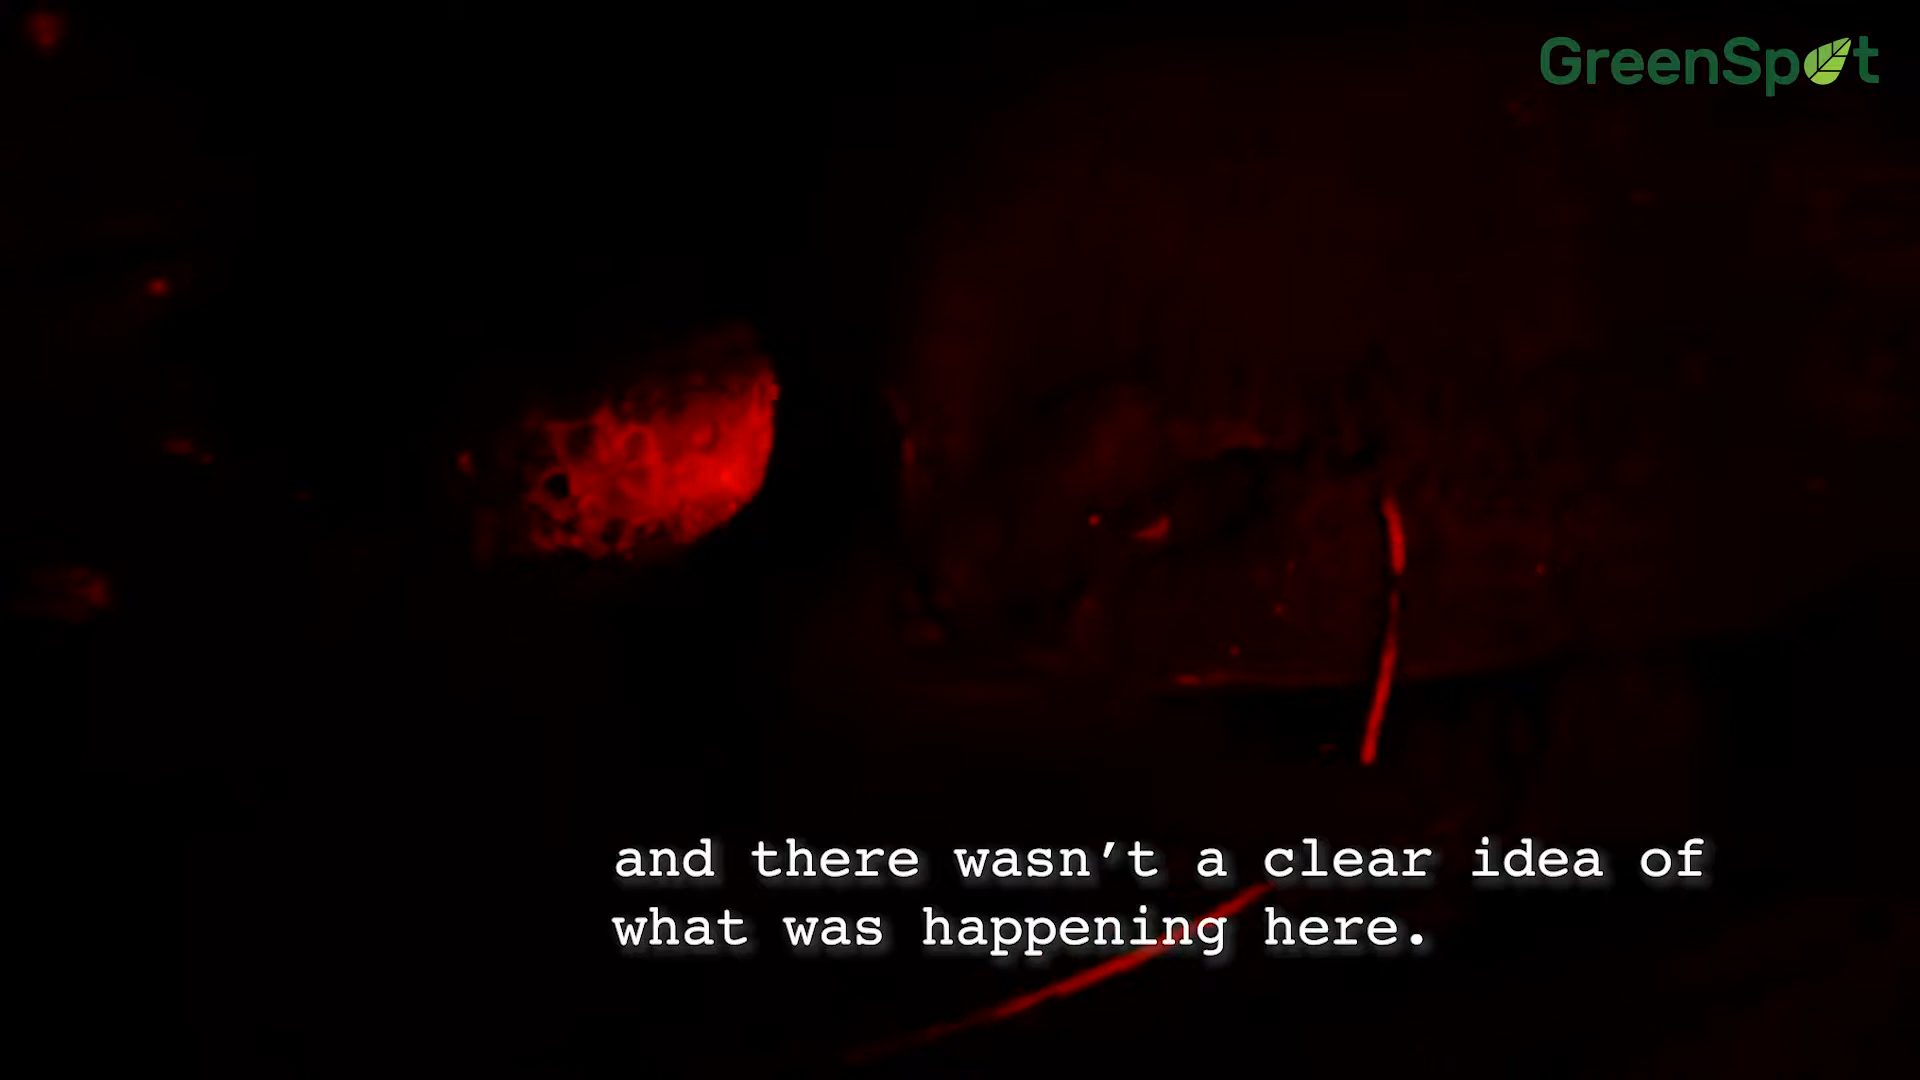 GreenSpot
and there wasn't a clear idea of
what was happening here.